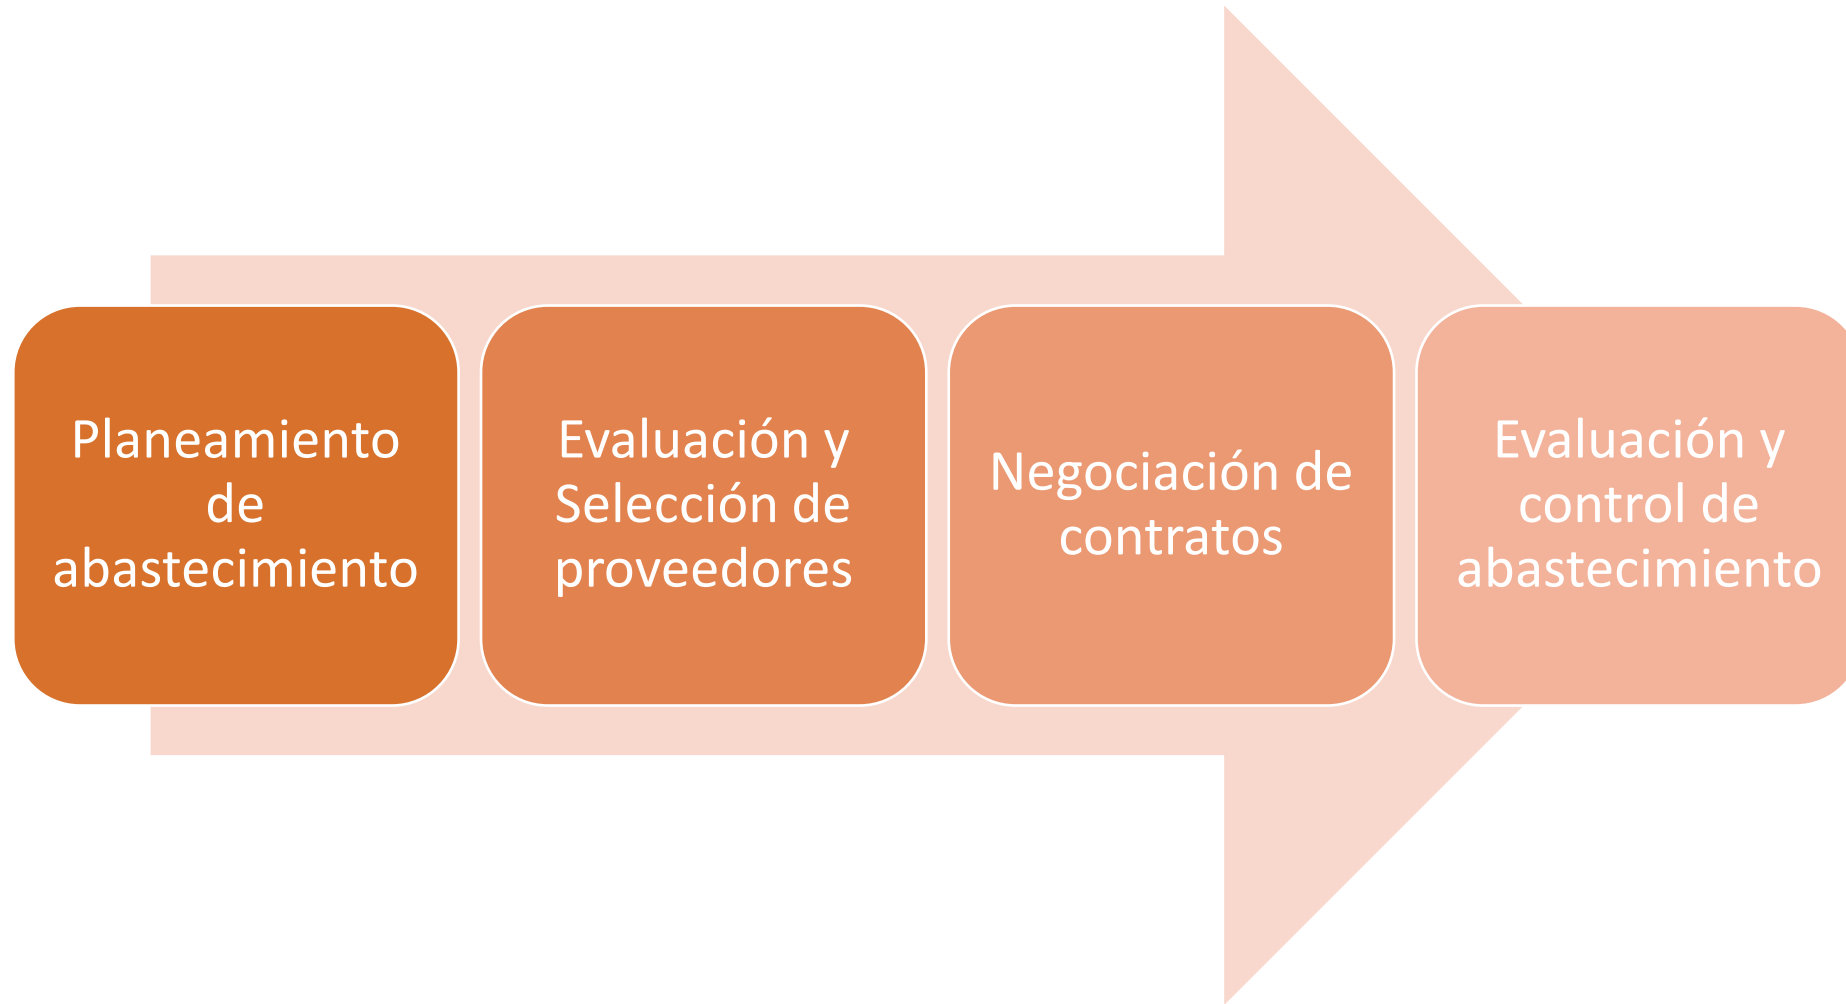 Planeamiento
de
abastecimiento
Evaluación y
Selección de
proveedores
Negociación de
contratos
Evaluación y
control de
abastecimiento